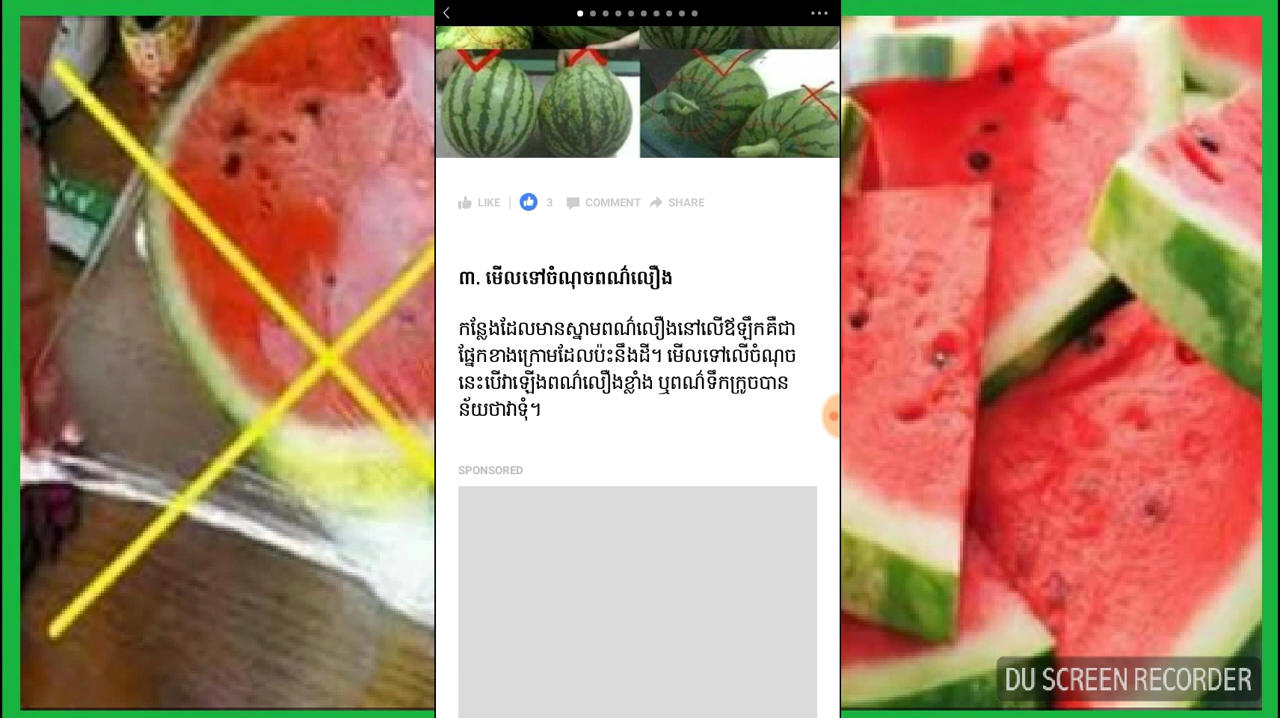 LIKE
3
COMMENT
SHARE
៣. មើលទៅចំណុចពណ៌លឿង
កន្លែងដែលមានស្នាមពណ៌លឿងនៅលើឪឡឹកគឺជា
ផ្នែកខាងក្រោមដែលប៉ះនឹងដី។ មើលទៅលើចំណុច
នេះបើវាឡើងពណ៌លឿងខ្លាំង ឬពណ៌ទឹកក្រូចបាន
ន័យថាវាទុំ។
SPONSORED
DU SCREEN RECORDER